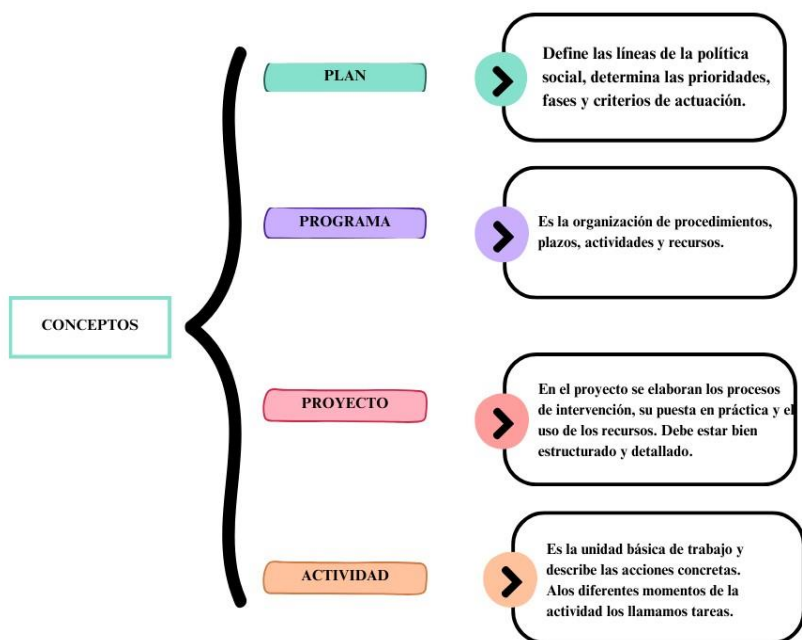 CONCEPTOS
PLAN
Define las líneas de la política
social, determina las prioridades,
fases y criterios de actuación.
PROGRAMA
Es la organización de procedimientos,
plazos, actividades y recursos.
PROYECTO
En el proyecto se elaboran los procesos
de intervención, su puesta en práctica y el
uso de los recursos. Debe estar bien
estructurado y detallado.
ACTIVIDAD
Es la unidad básica de trabajo y
describe las acciones concretas.
Alos diferentes momentos de la
actividad los llamamos tareas.